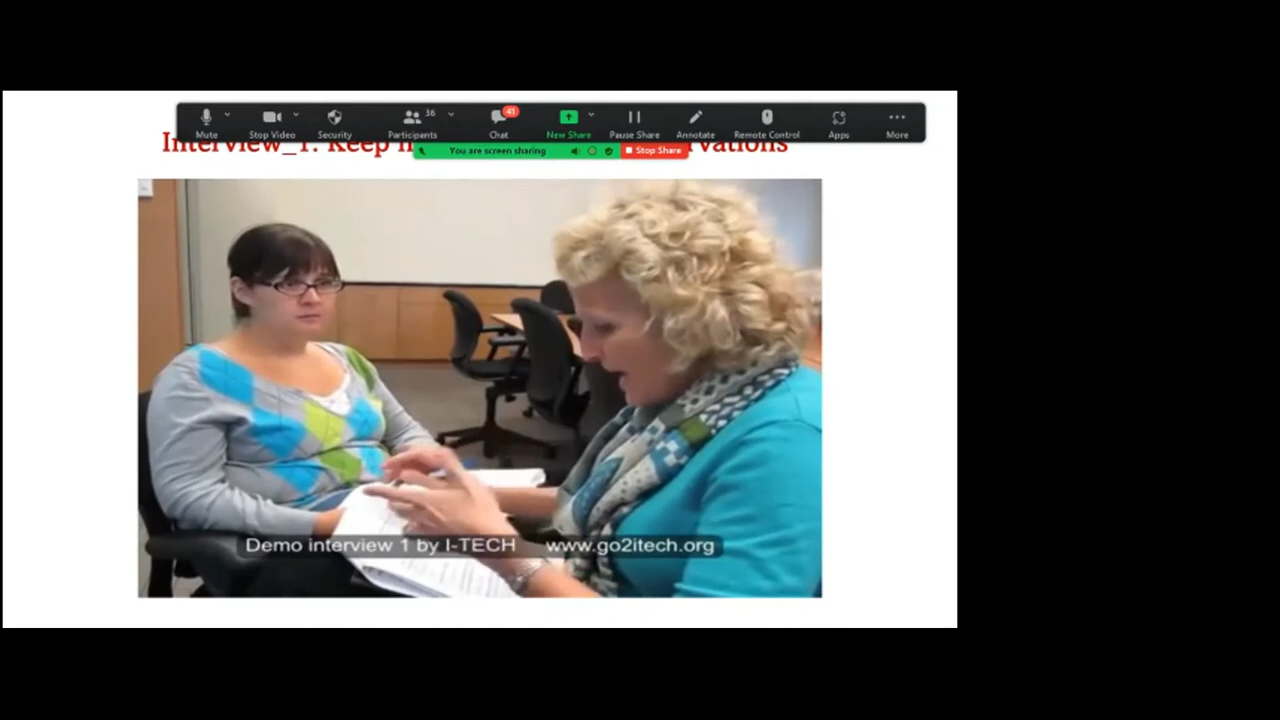 36 41
Mute Stop Video Security Participants Chat New Share Pause Share Annotate Remote Control Apps More
Interview_1: Keep
You are screen sharing Stop Share
Demo interview 1 by I-TECH www.go2itech.org